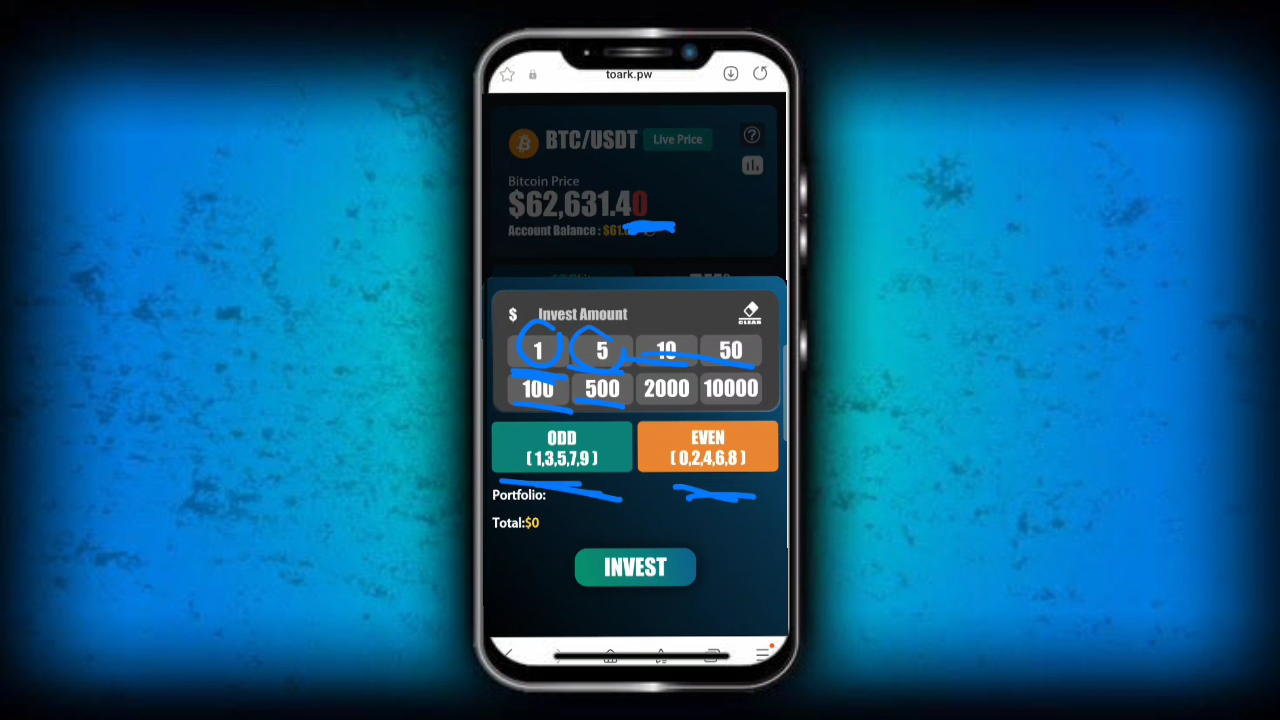 toark.pw
BTC/USDT Live Price
Bitcoin Price
$62,631.40
Account Balance : $61.
$ Invest Amount
CLEAR
1 5 10 50
100 500 2000 10000
ODD EVEN
( 1,3,5,7,9 ) ( 0,2,4,6,8 )
Portfolio:
Total:$0
INVEST